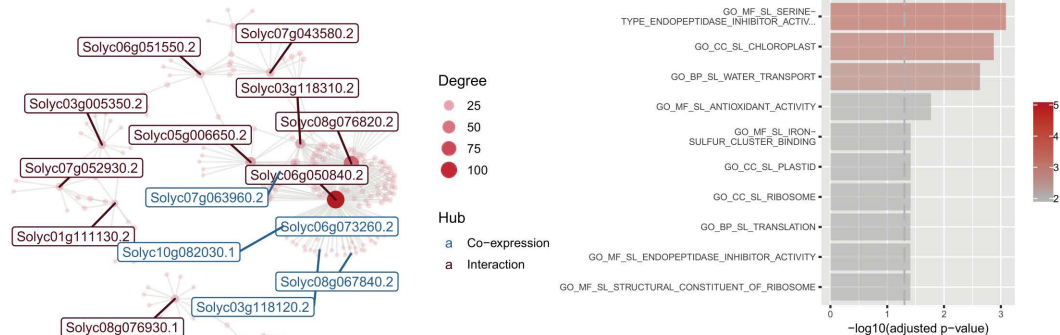 Solyc07g043580.2
Solyc06g051550.2
Solyc03g118310.2
Solyc03g005350.2
Solyc08g076820.2
Solyc05g006650.2
Solyc07g052930.2
Solyc06g050840.2
Solyc07g063960.2
Solyc06g073260.2
Solyc01g111130.2
Solyc10g082030.1
Solyc08g067840.2
Solyc03g118120.2
Solyc08g076930.1
Degree
25
50
75
100
Hub
a Co-expression
a Interaction
GO_MF_SL_SERINE-
TYPE_ENDOPEPTIDASE_INHIBITOR_ACTIV...
GO_CC_SL_CHLOROPLAST
GO_BP_SL_WATER_TRANSPORT
GO_MF_SL_ANTIOXIDANT_ACTIVITY
GO_MF_SL_IRON-
SULFUR_CLUSTER_BINDING
GO_CC_SL_PLASTID
GO_CC_SL_RIBOSOME
GO_BP_SL_TRANSLATION
GO_MF_SL_ENDOPEPTIDASE_INHIBITOR_ACTIVITY
GO_MF_SL_STRUCTURAL_CONSTITUENT_OF_RIBOSOME
0 1 2 3
−log10(adjusted p-value)
5
4
3
2